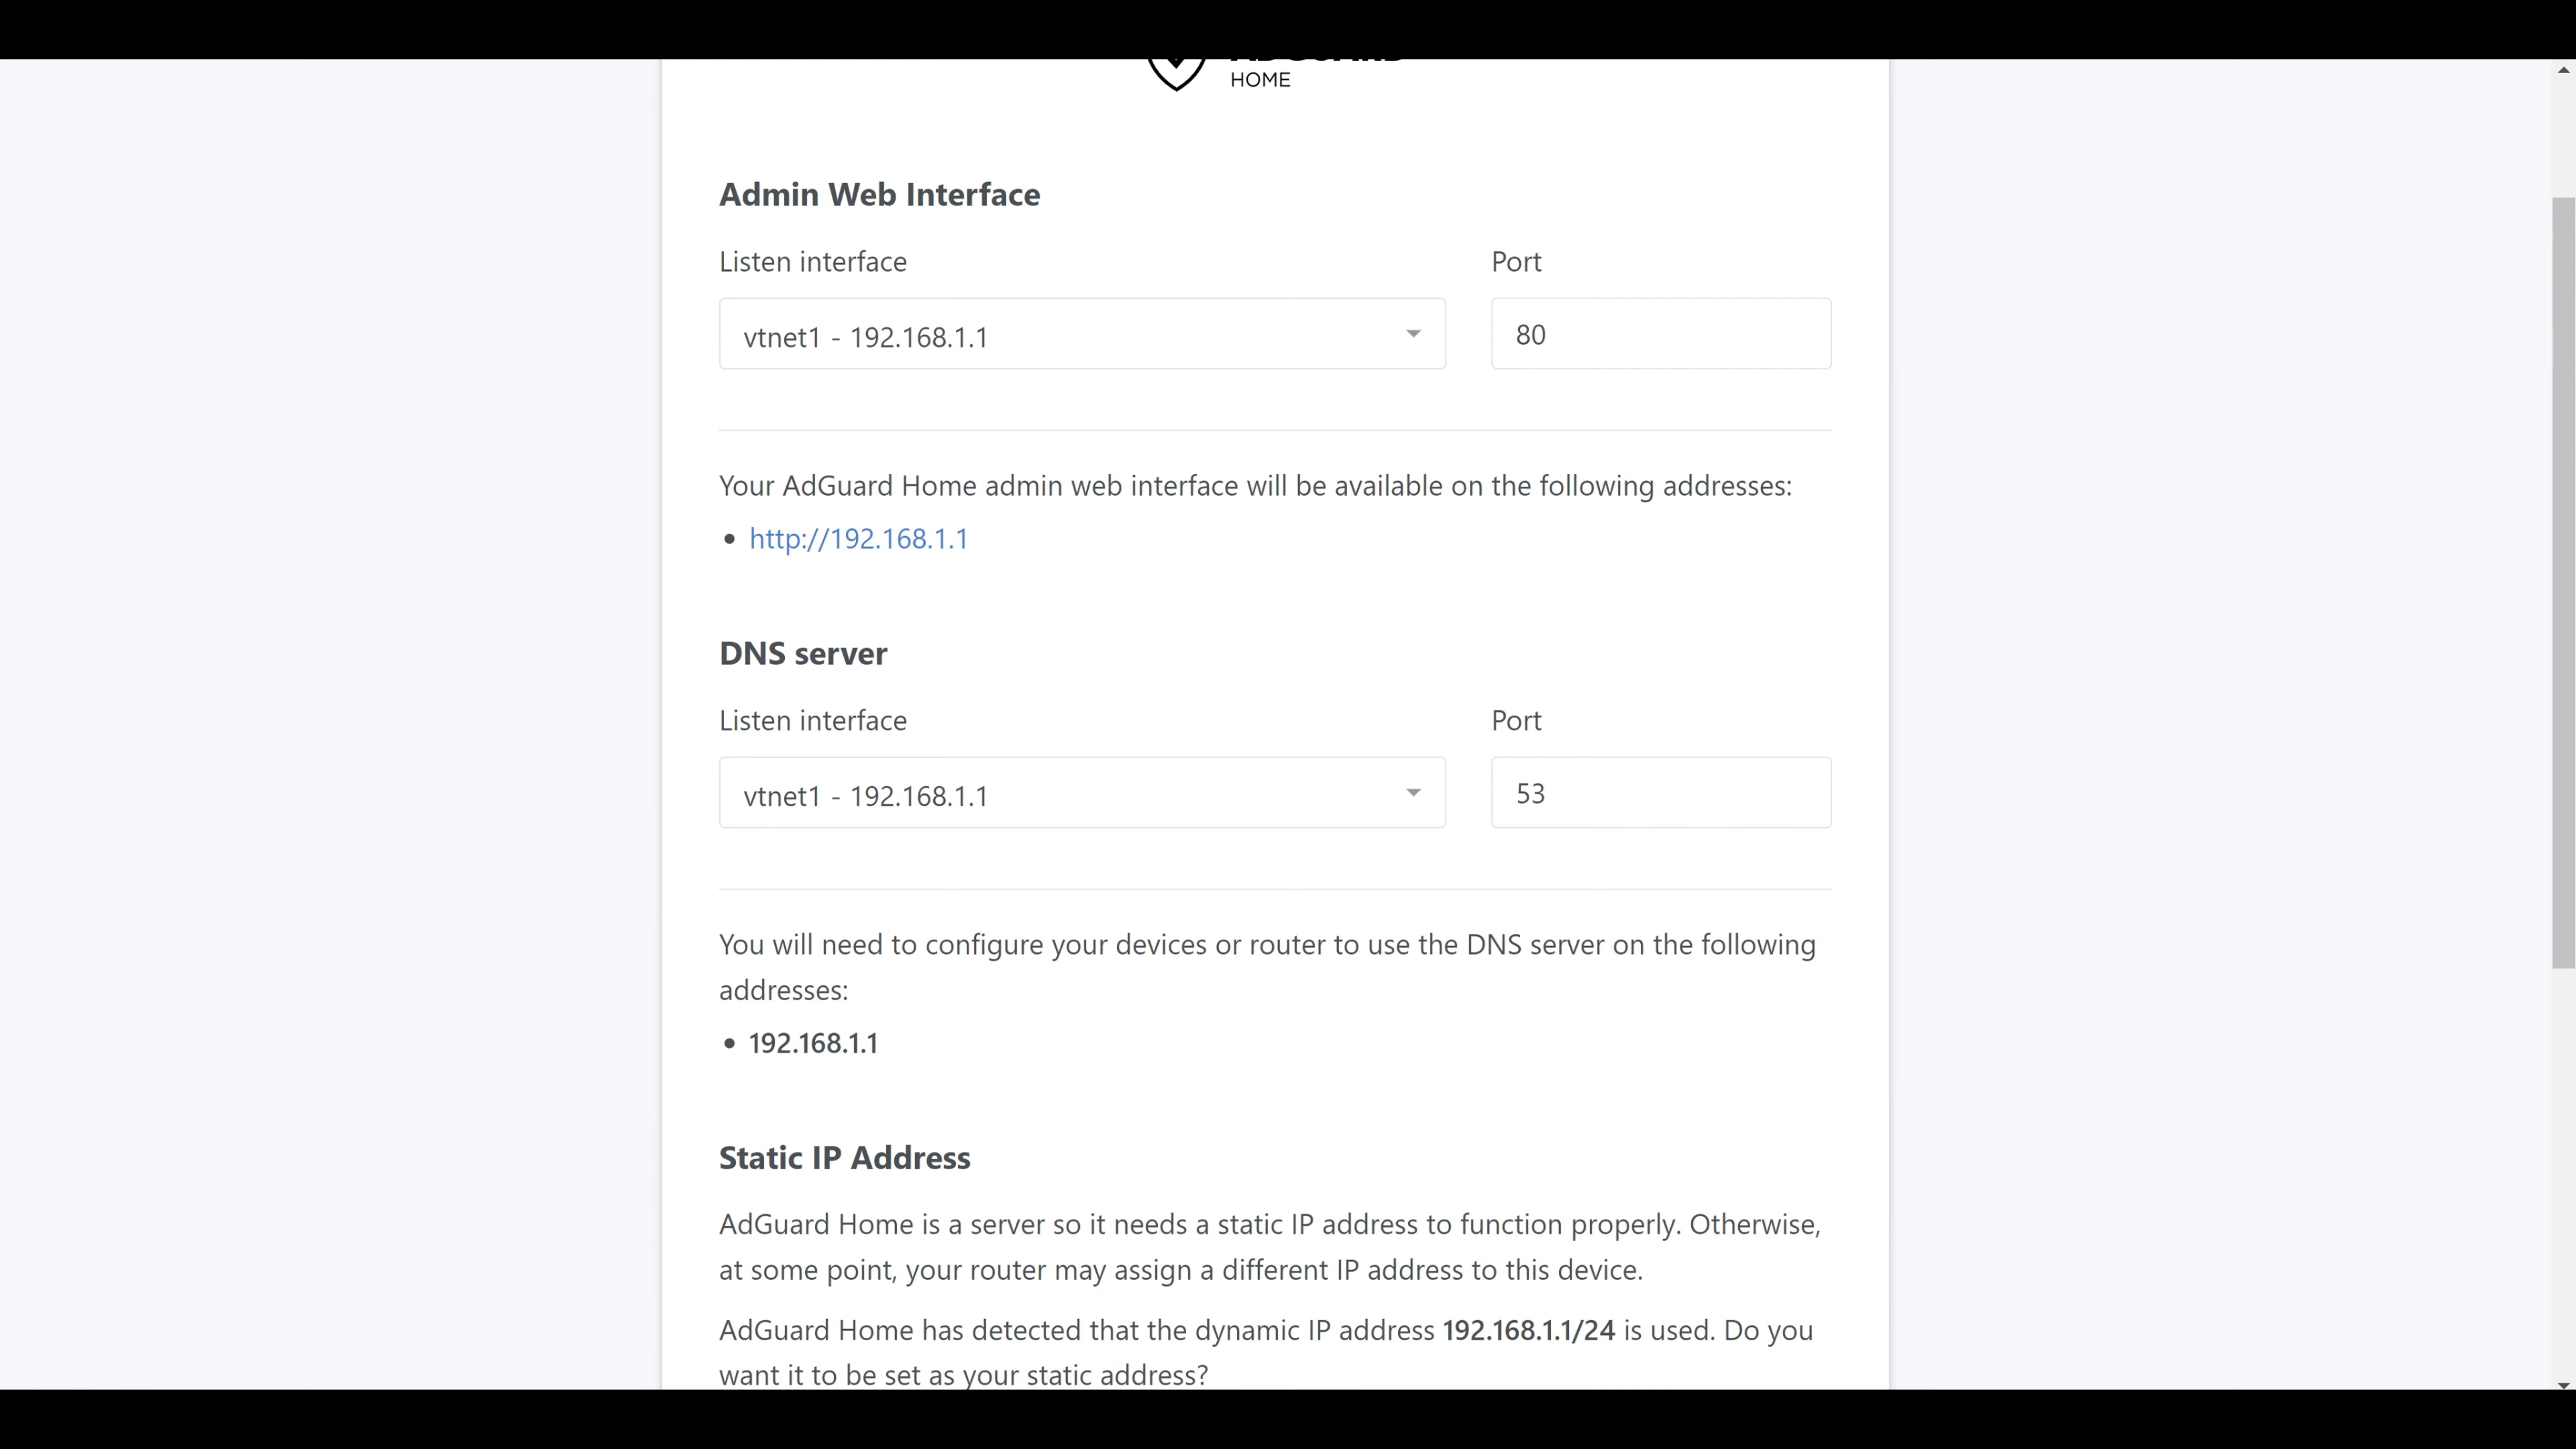 HOME
Admin Web Interface
Listen interface
Port
vtnet1 - 192.168.1.1
80
Your AdGuard Home admin web interface will be available on the following addresses:
• http://192.168.1.1
DNS server
Listen interface
Port
vtnet1 - 192.168.1.1
53
You will need to configure your devices or router to use the DNS server on the following
addresses:
• 192.168.1.1
Static IP Address
AdGuard Home is a server so it needs a static IP address to function properly. Otherwise,
at some point, your router may assign a different IP address to this device.
AdGuard Home has detected that the dynamic IP address 192.168.1.1/24 is used. Do you
want it to be set as your static address?